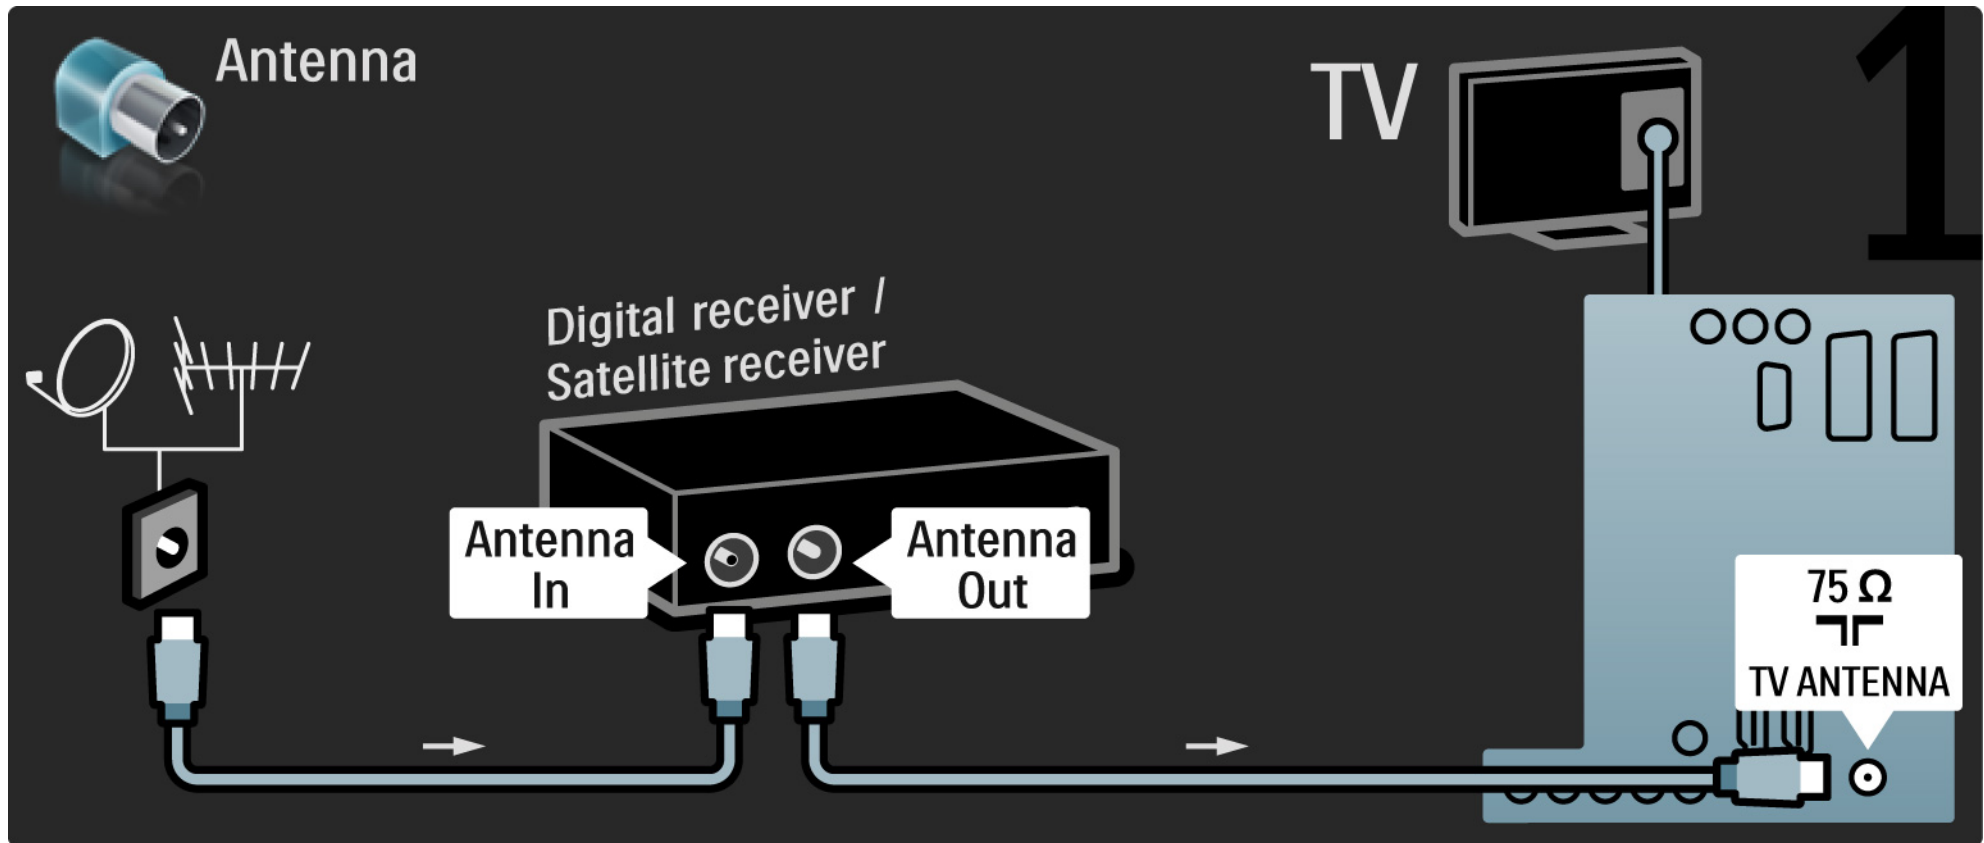 Antenna
TV
1
Digital receiver /
Satellite receiver
Antenna
In
Antenna
Out
75 Ω
TV ANTENNA